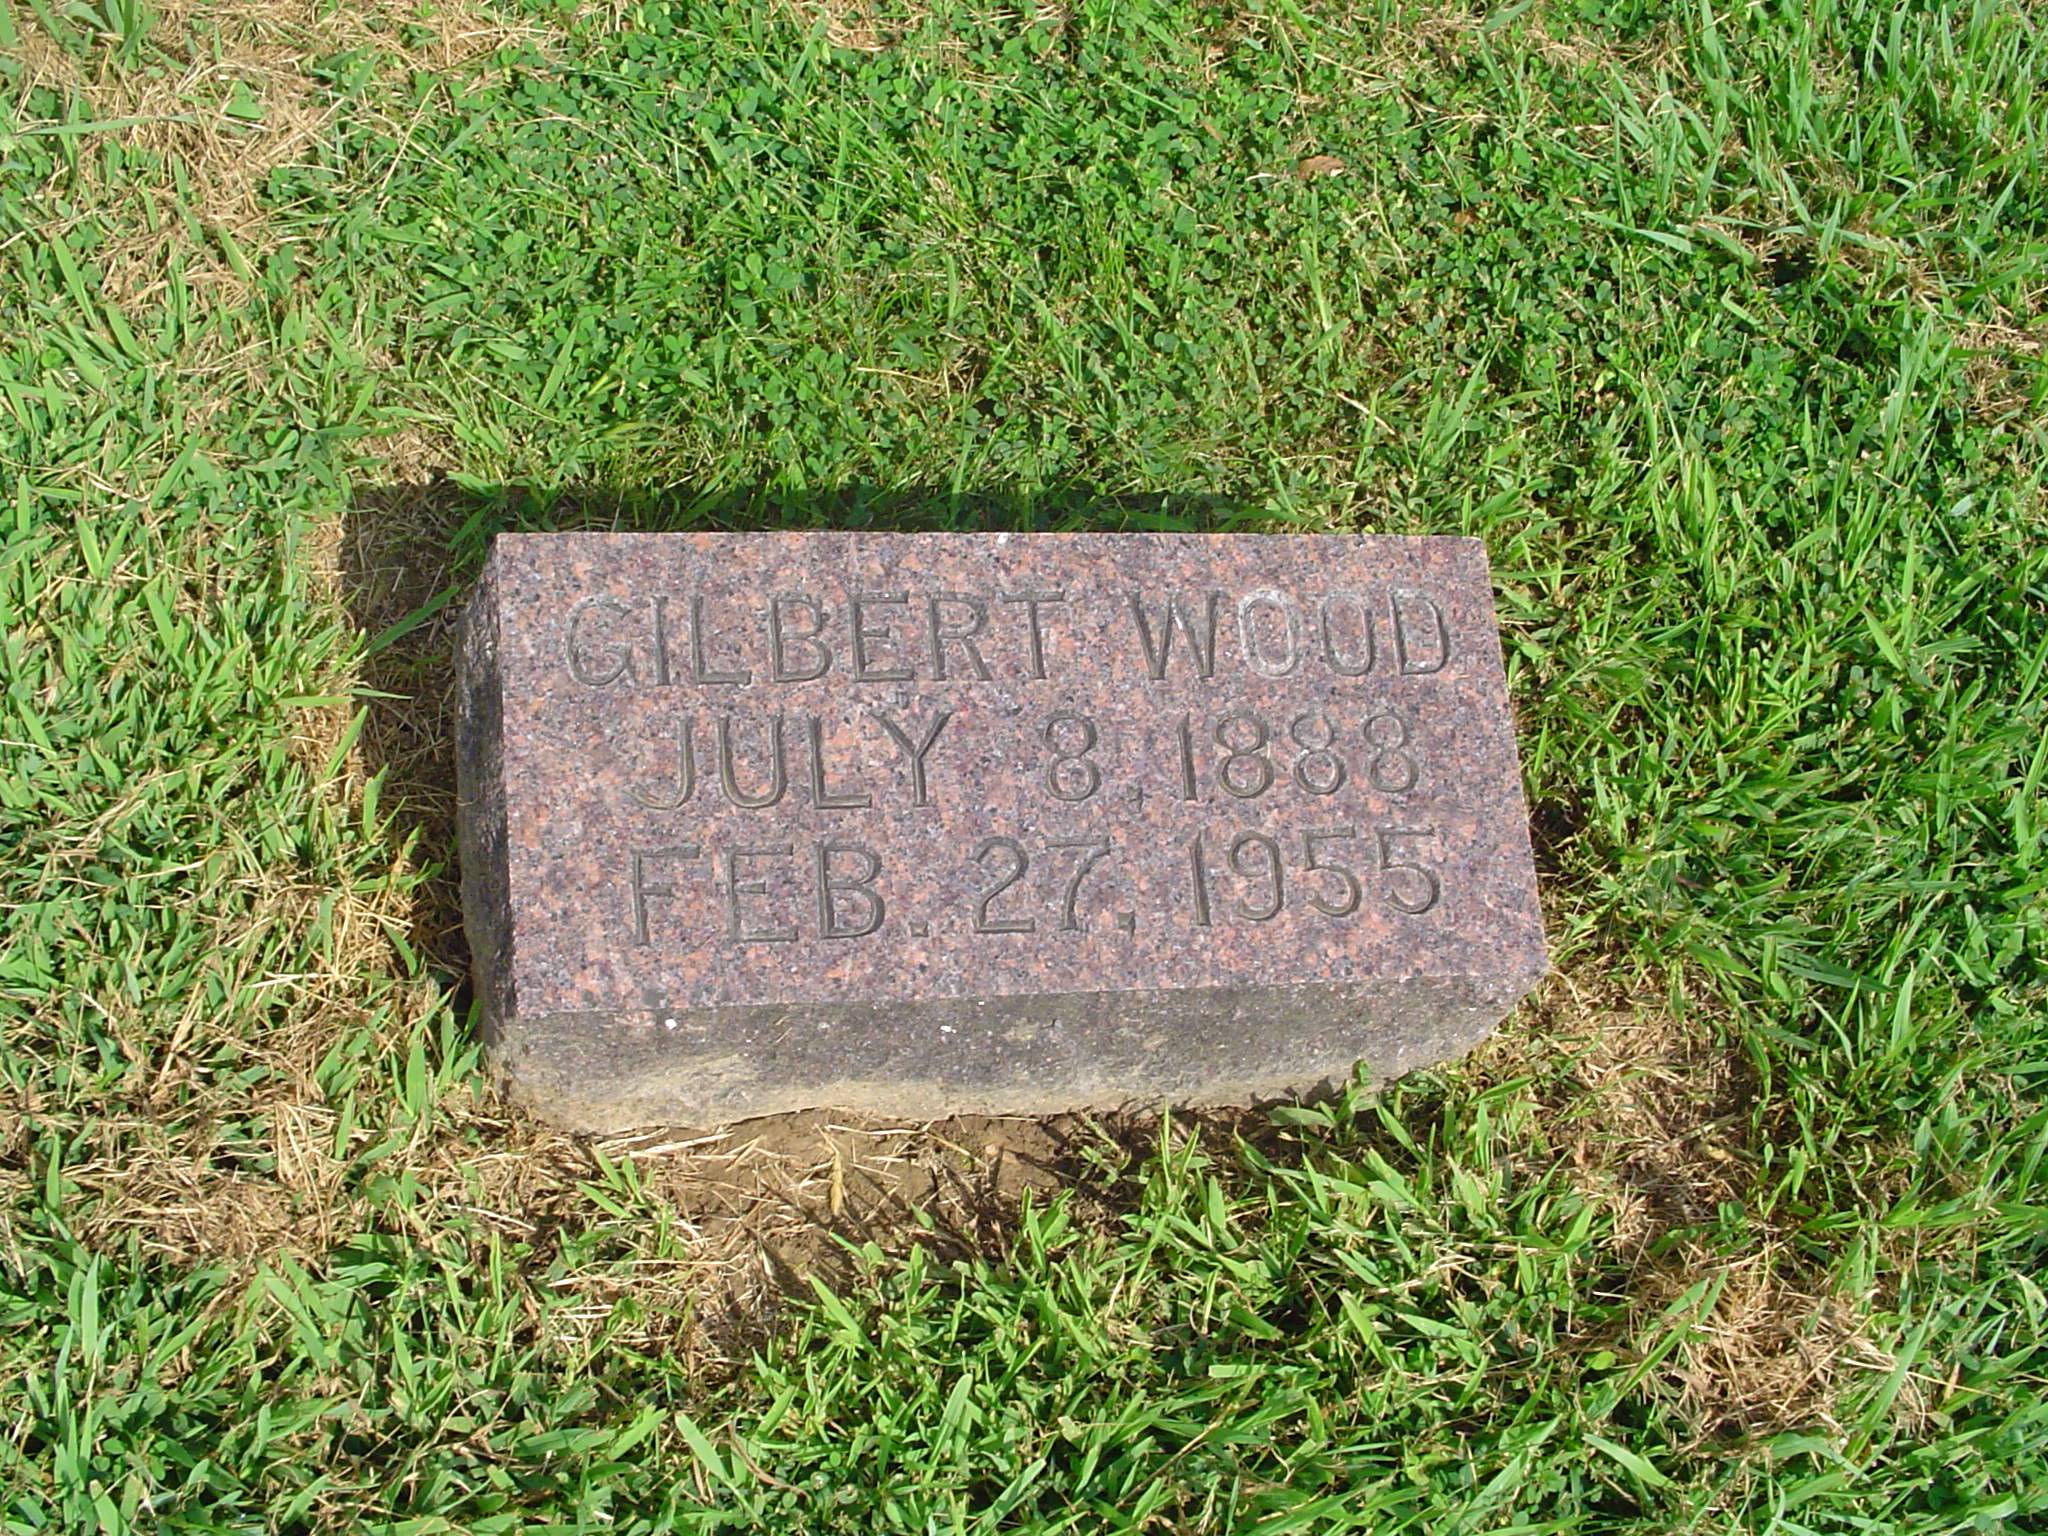 GILBERT WOOD
JULY 8, 1888
FEB. 27, 1955